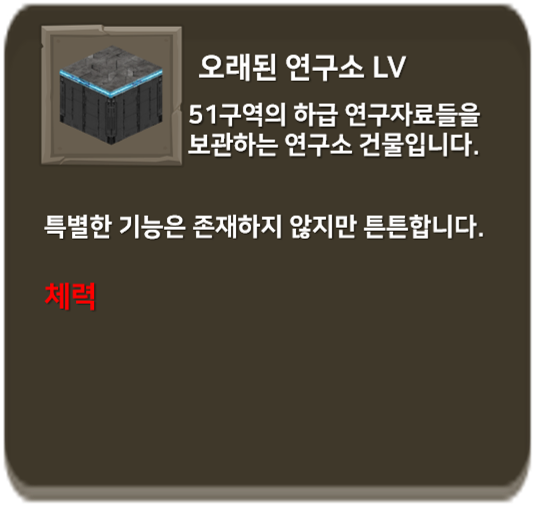 오래된 연구소 LV
51구역의 하급 연구자료들을
보관하는 연구소 건물입니다.
특별한 기능은 존재하지 않지만 튼튼합니다.
체력